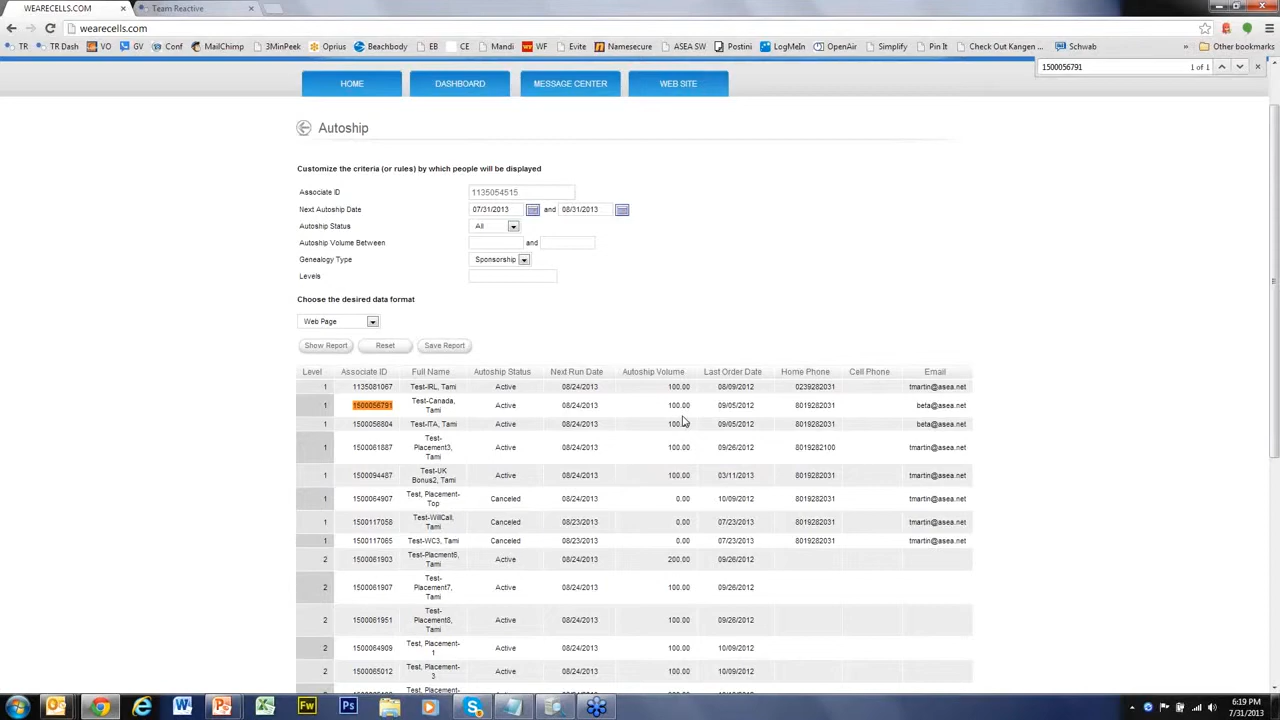 WEARECELLS.COM
Team Reactive
wearecells.com
TR
TR Dash
VO
GV
Conf
MailChimp
3MinPeek
Oprius
Beachbody
EB
CE
Mandi
WF
Evite
Namesecure
ASEA SW
Postini
LogMeIn
OpenAir
Simplify
Pin It
Check Out Kangen
Schwab
Other bookmarks
1500056791 1 of 1
HOME
DASHBOARD
MESSAGE CENTER
WEB SITE
Autoship
Customize the criteria (or rules) by which people will be displayed
Associate ID 1135054515
Next Autoship Date 07/31/2013 and 08/31/2013
Autoship Status All
Autoship Volume Between and
Genealogy Type Sponsorship
Levels
Choose the desired data format
Web Page
Show Report Reset Save Report
Level Associate ID Full Name Autoship Status Next Run Date Autoship Volume Last Order Date Home Phone Cell Phone Email
1 1135081067 Test-IRL, Tami Active 08/24/2013 100.00 08/09/2012 0239282031 tmartin@asea.net
1 1500056791 Test-Canada, Tami Active 08/24/2013 100.00 09/05/2012 8019282031 beta@asea.net
1 1500056804 Test-ITA, Tami Active 08/24/2013 100.00 09/05/2012 8019282031 beta@asea.net
1 1500061887 Test-Placement3, Tami Active 08/24/2013 100.00 09/26/2012 8019282100 tmartin@asea.net
1 1500094487 Test-UK Bonus2, Tami Active 08/24/2013 100.00 03/11/2013 8019282031 tmartin@asea.net
1 1500064907 Test, Placement-Top Canceled 08/24/2013 0.00 10/09/2012 8019282031 tmartin@asea.net
1 1500117058 Test-WillCall, Tami Canceled 08/23/2013 0.00 07/23/2013 8019282031 tmartin@asea.net
1 1500117065 Test-WC3, Tami Canceled 08/23/2013 0.00 07/23/2013 8019282031 tmartin@asea.net
2 1500061903 Test-Placment6, Tami Active 08/24/2013 200.00 09/26/2012
2 1500061907 Test-Placement7, Tami Active 08/24/2013 100.00 09/26/2012
2 1500061951 Test-Placement8, Tami Active 08/24/2013 100.00 09/26/2012
2 1500064909 Test, Placement-1 Active 08/24/2013 100.00 10/09/2012
2 1500065012 Test, Placement-3 Active 08/24/2013 100.00 10/09/2012
Test, Placement-
6:19 PM
7/31/2013